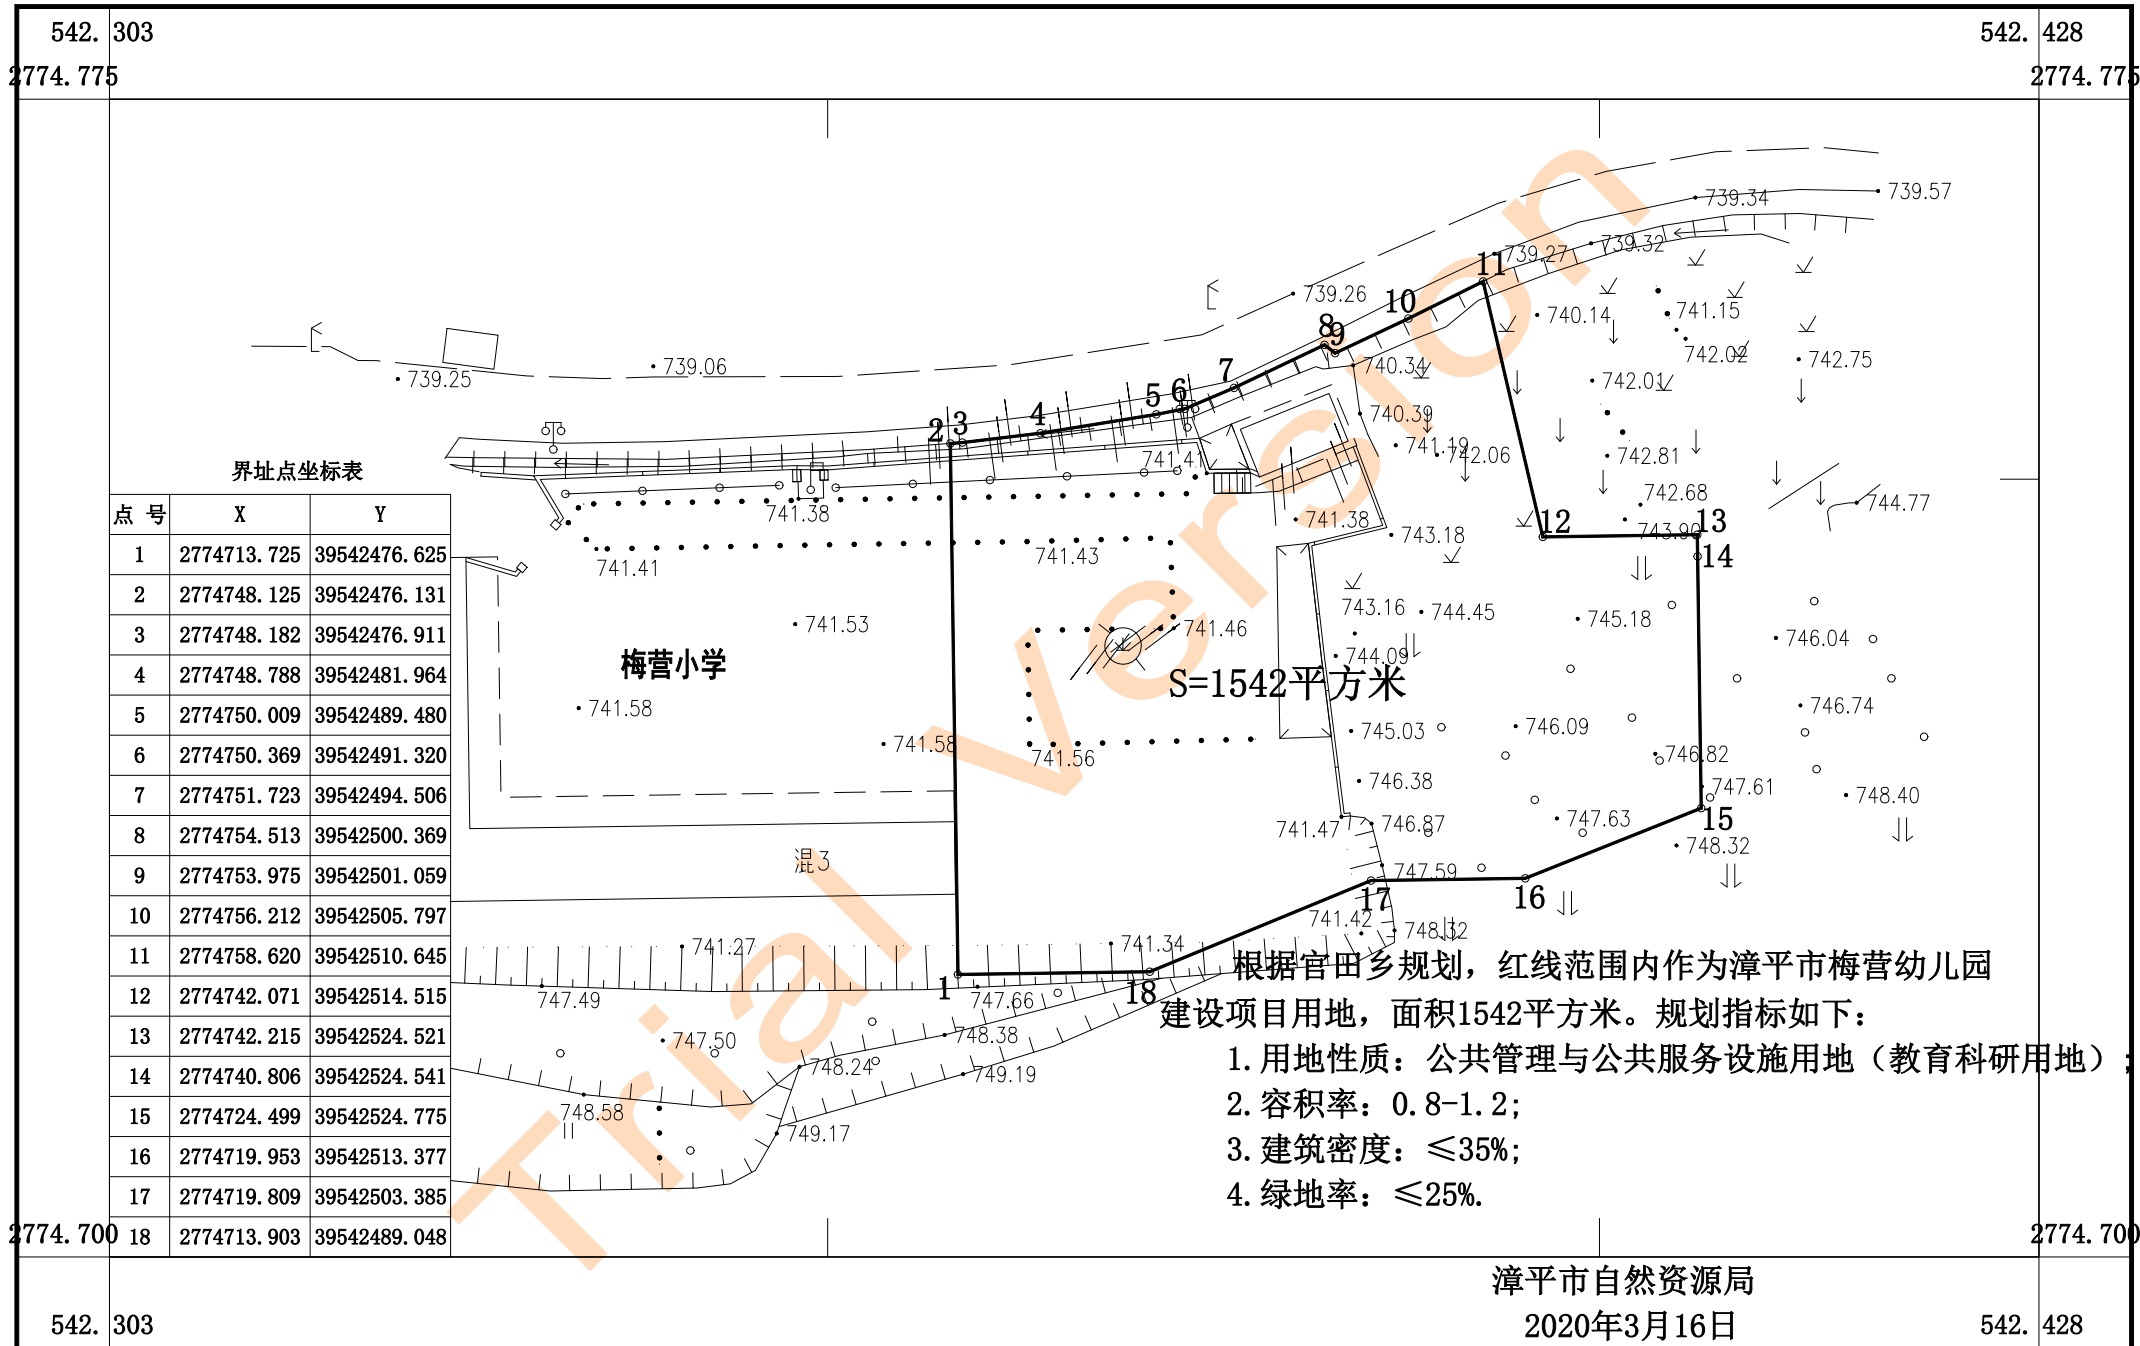 542. 303
542. 428
2774.775
2774.775
739.57
739.34
739.32
739.27
11
739.26
741.15
740.14
10
8
9
742.02
742.75
739.06
740.34
739.25
7
742.01
5 6
740.39
4
2 3
741.19
742.06
742.81
741.41
742.68
744.77
741.38
741.38
12
13
743.90
743.18
14
741.43
741.41
743.16
744.45
745.18
741.53
741.46
746.04
744.09
梅营小学
S=1542平方米
741.58
746.74
746.09
745.03
741.58
741.56
746.82
746.38
747.61
748.40
741.47
746.87
747.63
15
748.32
混3
747.59
17
16
741.42
748.32
741.27
741.34
1
747.49
747.66
18
748.38
747.50
748.24
749.19
748.58
749.17
界址点坐标表
点 号 X Y
1 2774713.725 39542476.625
2 2774748.125 39542476.131
3 2774748.182 39542476.911
4 2774748.788 39542481.964
5 2774750.009 39542489.480
6 2774750.369 39542491.320
7 2774751.723 39542494.506
8 2774754.513 39542500.369
9 2774753.975 39542501.059
10 2774756.212 39542505.797
11 2774758.620 39542510.645
12 2774742.071 39542514.515
13 2774742.215 39542524.521
14 2774740.806 39542524.541
15 2774724.499 39542524.775
16 2774719.953 39542513.377
17 2774719.809 39542503.385
18 2774713.903 39542489.048
根据官田乡规划，红线范围内作为漳平市梅营幼儿园
建设项目用地，面积1542平方米。规划指标如下：
1.用地性质：公共管理与公共服务设施用地（教育科研用地）;
2.容积率：0.8-1.2;
3.建筑密度：≤35%;
4.绿地率：≤25%.
2774.700
2774.700
漳平市自然资源局
2020年3月16日
542. 303
542. 428
Trial Version